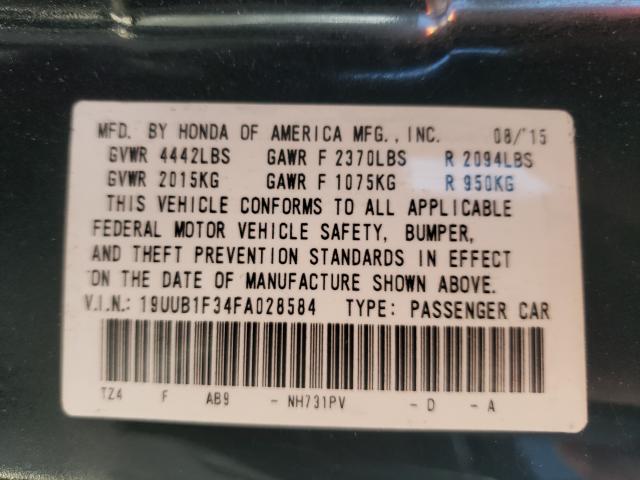 MFD. BY HONDA OF AMERICA MFG., INC. 08/'15
GVWR 4442LBS GAWR F 2370LBS R 2094LBS
GVWR 2015KG GAWR F 1075KG R 950KG
THIS VEHICLE CONFORMS TO ALL APPLICABLE
FEDERAL MOTOR VEHICLE SAFETY, BUMPER,
AND THEFT PREVENTION STANDARDS IN EFFECT
ON THE DATE OF MANUFACTURE SHOWN ABOVE.
V.I.N.: 19UUB1F34FA028584 TYPE: PASSENGER CAR
TZ4 F AB9 - NH731PV - D - A